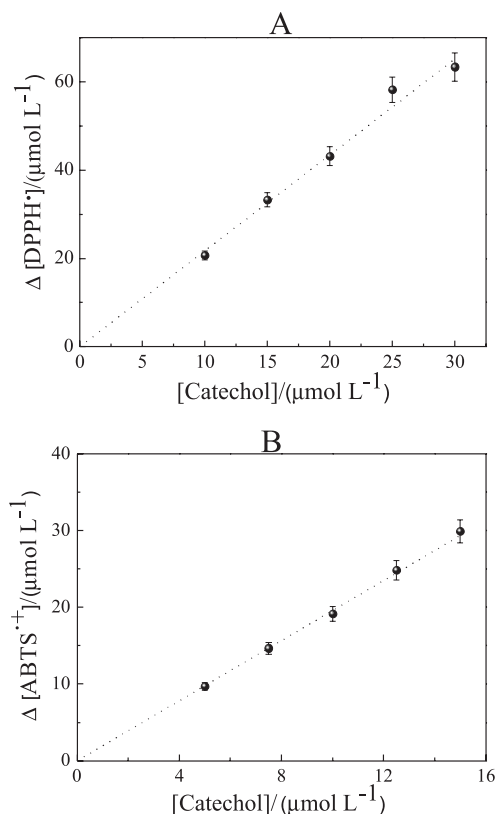 A
Δ [DPPH•]/(μmol L⁻¹)
60
40
20
0
0 5 10 15 20 25 30
[Catechol]/(μmol L⁻¹)
B
Δ [ABTS•⁺]/(μmol L⁻¹)
40
30
20
10
0
4 8 12 16
[Catechol]/(μmol L⁻¹)